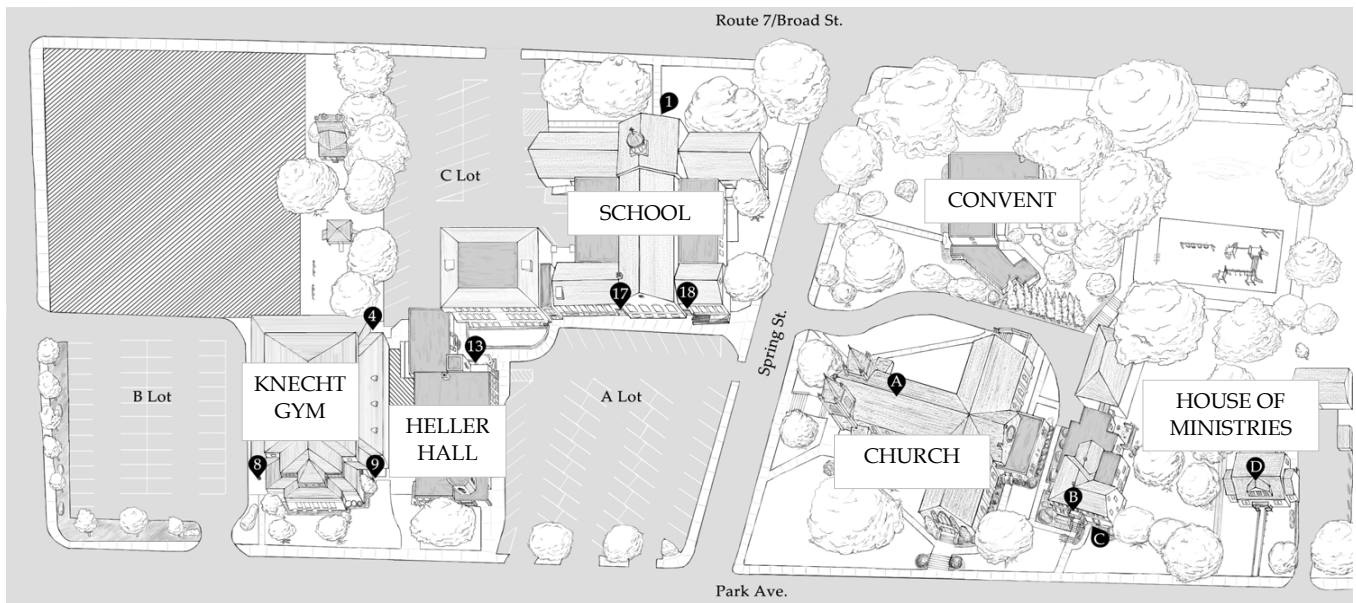 Route 7/Broad St.
1
C Lot
SCHOOL
CONVENT
17
18
4
13
Spring St.
KNECHT
GYM
B Lot
A Lot
A
HELLER
HALL
HOUSE OF
MINISTRIES
CHURCH
8
9
D
B
C
Park Ave.